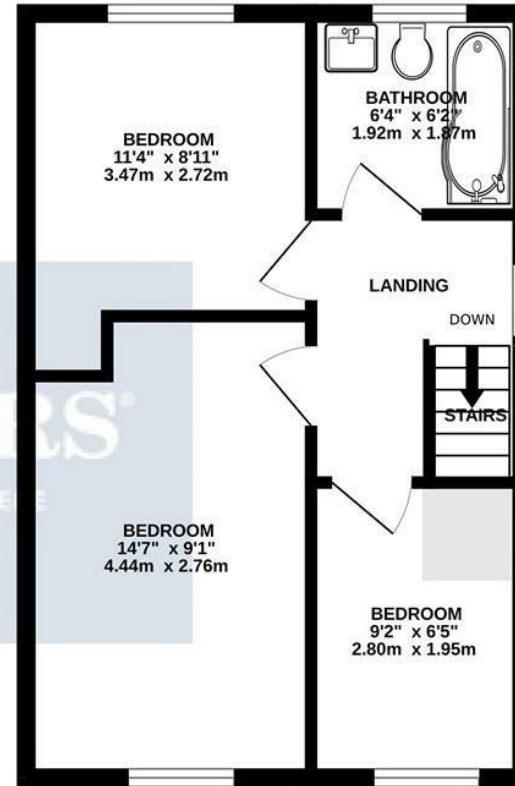 BEDROOM
11'4" x 8'11"
3.47m x 2.72m
BATHROOM
6'4" x 6'2"
1.92m x 1.87m
LANDING
DOWN
STAIRS
BEDROOM
14'7" x 9'1"
4.44m x 2.76m
BEDROOM
9'2" x 6'5"
2.80m x 1.95m